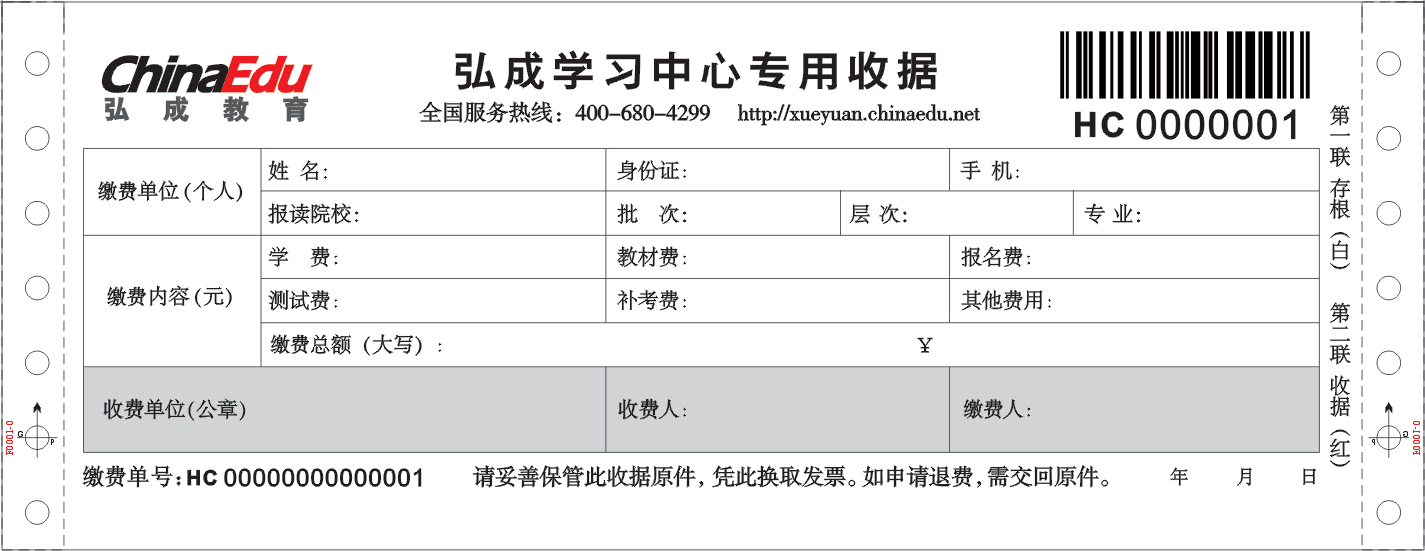 ChinaEdu
弘成教育
弘成学习中心专用收据
全国服务热线：400-680-4299 http://xueyuan.chinaedu.net
HC 0000001
缴费单位(个人) 姓 名: 身份证: 手 机:
报读院校: 批 次: 层 次: 专 业:
缴费内容(元) 学 费: 教材费: 报名费:
测试费: 补考费: 其他费用:
缴费总额（大写）: ¥
收费单位(公章) 收费人: 缴费人:
缴费单号:HC 00000000000001 请妥善保管此收据原件，凭此换取发票。如申请退费，需交回原件。 年 月 日
第一联 存根（白） 第二联 收据（红）
F0001-0
G
P
F0001-0
G
P